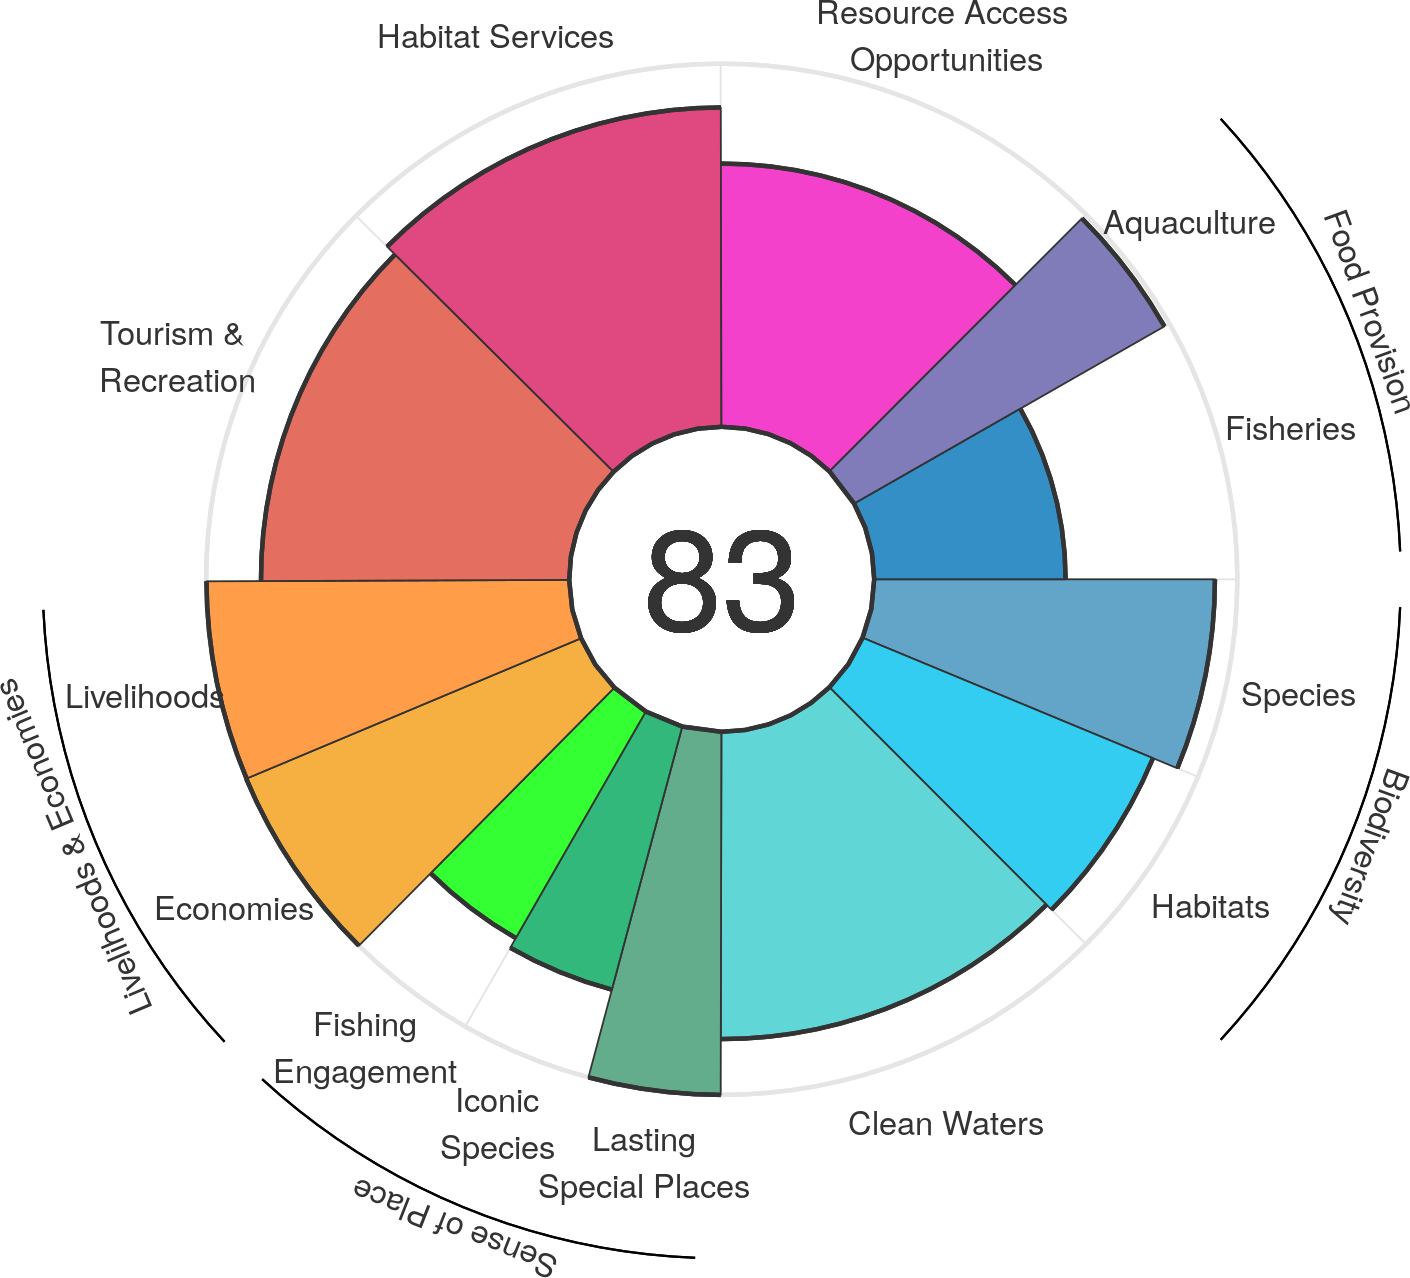 Resource Access
Opportunities
Habitat Services
Aquaculture
Food Provision
Tourism &
Recreation
Fisheries
83
Livelihoods
Species
Livelihoods & Economies
Biodiversity
Economies
Habitats
Fishing
Engagement
Iconic
Species
Lasting
Special Places
Clean Waters
Sense of Place